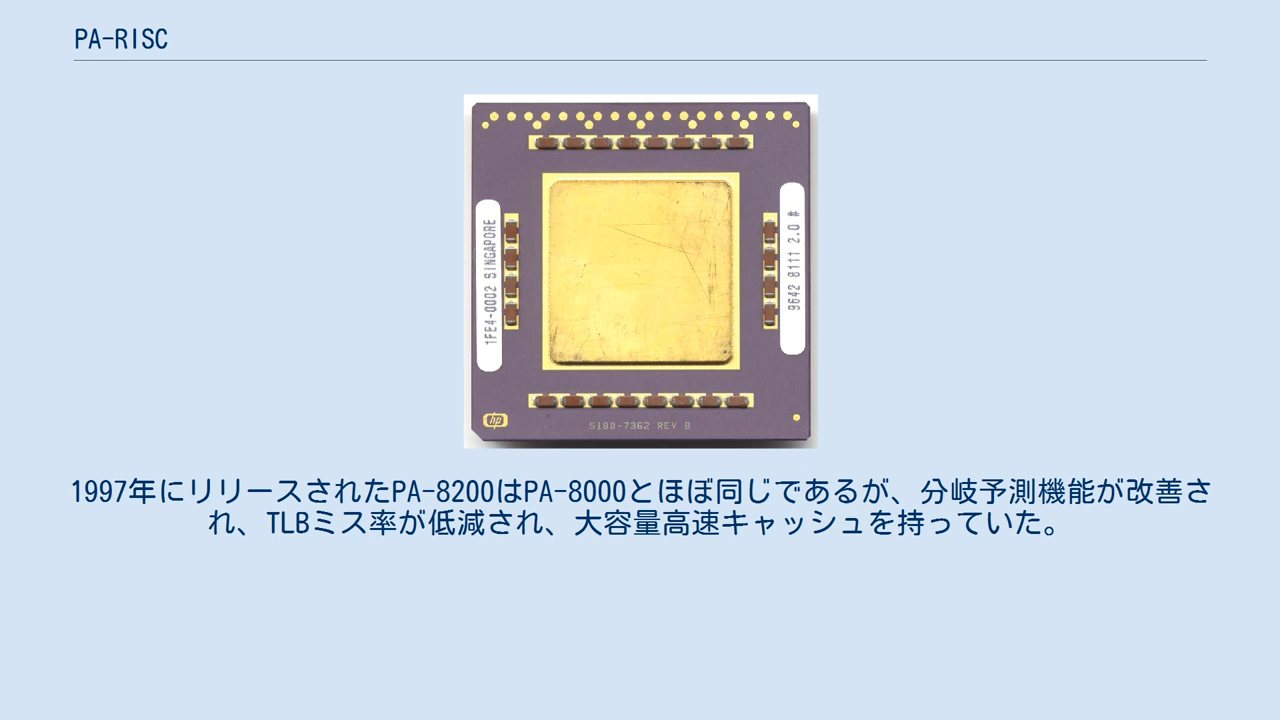 PA-RISC
1FE4-0002 SINGAPORE
9642 8111 2.0 #
hp
5180-7362 REV B
1997年にリリースされたPA-8200はPA-8000とほぼ同じであるが、分岐予測機能が改善さ
れ、TLBミス率が低減され、大容量高速キャッシュを持っていた。